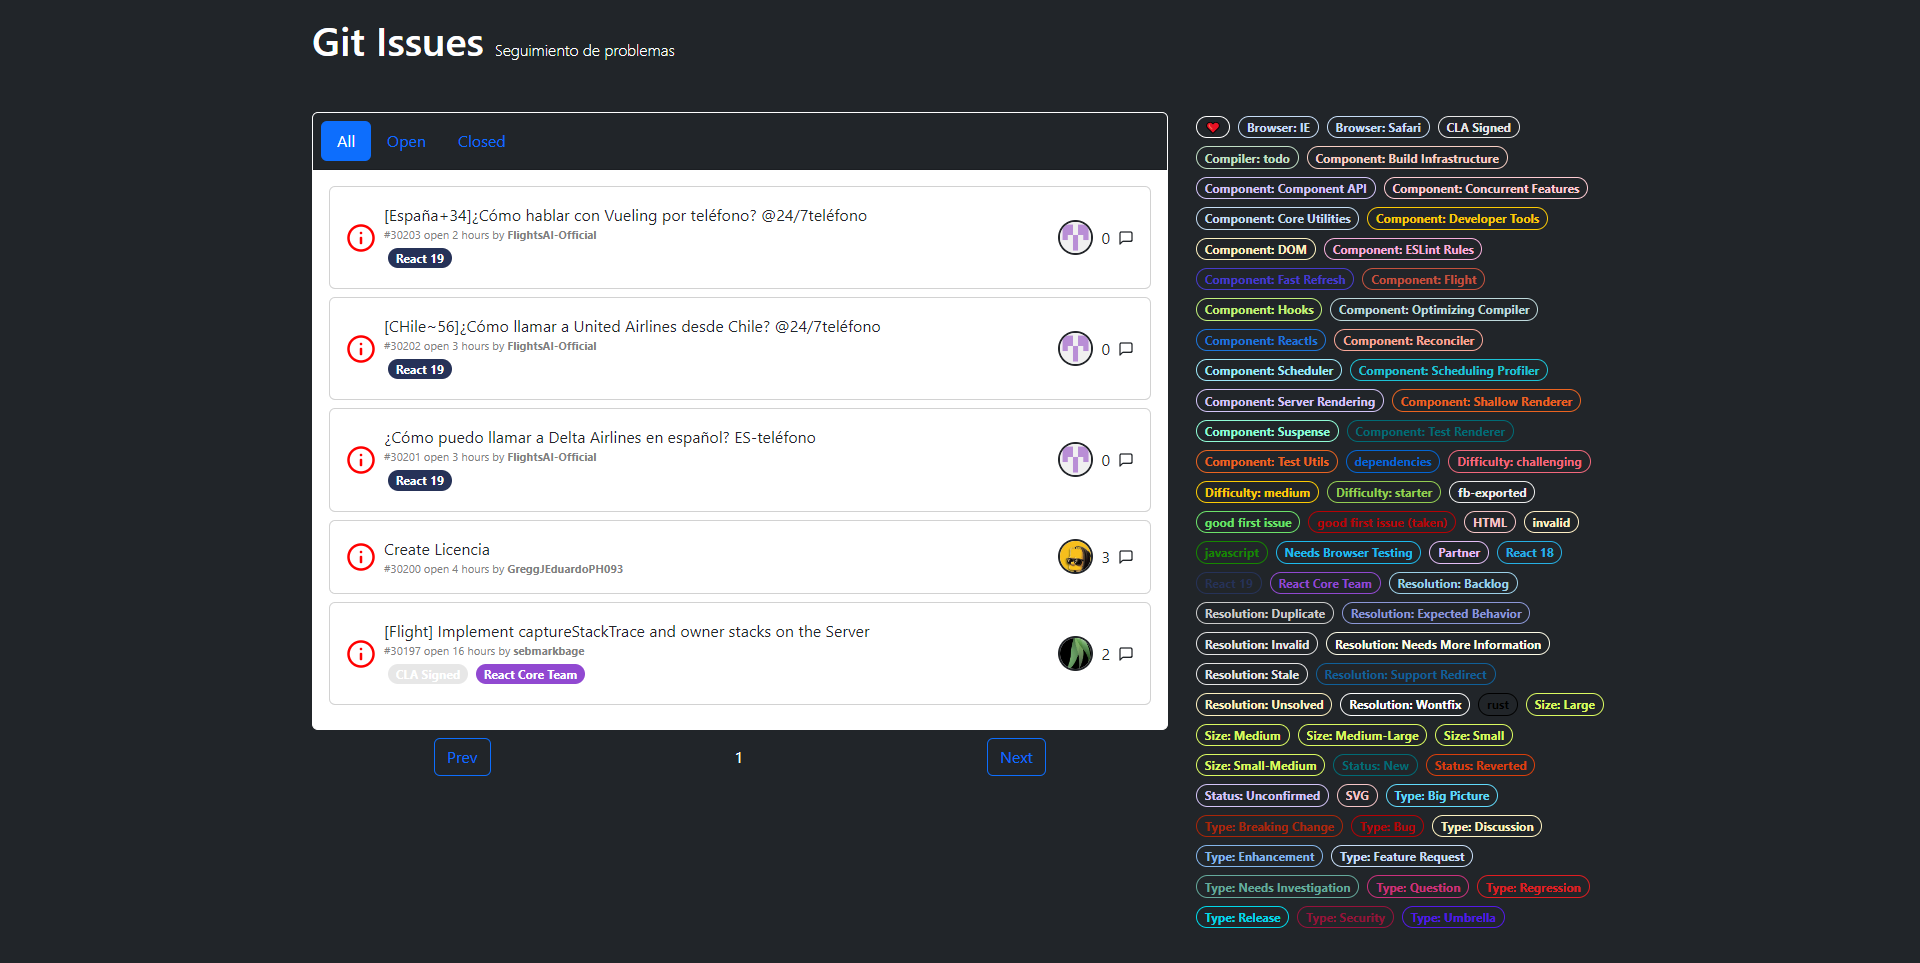 Git Issues Seguimiento de problemas
All Open Closed
[España+34]¿Cómo hablar con Vueling por teléfono? @24/7teléfono
#30203 open 2 hours by FlightsAI-Official
0
React 19
[CHile~56]¿Cómo llamar a United Airlines desde Chile? @24/7teléfono
#30202 open 3 hours by FlightsAI-Official
0
React 19
¿Cómo puedo llamar a Delta Airlines en español? ES-teléfono
#30201 open 3 hours by FlightsAI-Official
0
React 19
Create Licencia
#30200 open 4 hours by GreggJEduardoPH093
3
[Flight] Implement captureStackTrace and owner stacks on the Server
#30197 open 16 hours by sebmarkbage
2
CLA Signed React Core Team
Prev 1 Next
Browser: IE Browser: Safari CLA Signed
Compiler: todo Component: Build Infrastructure
Component: Component API Component: Concurrent Features
Component: Core Utilities Component: Developer Tools
Component: DOM Component: ESLint Rules
Component: Fast Refresh Component: Flight
Component: Hooks Component: Optimizing Compiler
Component: ReactIs Component: Reconciler
Component: Scheduler Component: Scheduling Profiler
Component: Server Rendering Component: Shallow Renderer
Component: Suspense Component: Test Renderer
Component: Test Utils dependencies Difficulty: challenging
Difficulty: medium Difficulty: starter fb-exported
good first issue good first issue (taken) HTML invalid
javascript Needs Browser Testing Partner React 18
React 19 React Core Team Resolution: Backlog
Resolution: Duplicate Resolution: Expected Behavior
Resolution: Invalid Resolution: Needs More Information
Resolution: Stale Resolution: Support Redirect
Resolution: Unsolved Resolution: Wontfix rust Size: Large
Size: Medium Size: Medium-Large Size: Small
Size: Small-Medium Status: New Status: Reverted
Status: Unconfirmed SVG Type: Big Picture
Type: Breaking Change Type: Bug Type: Discussion
Type: Enhancement Type: Feature Request
Type: Needs Investigation Type: Question Type: Regression
Type: Release Type: Security Type: Umbrella